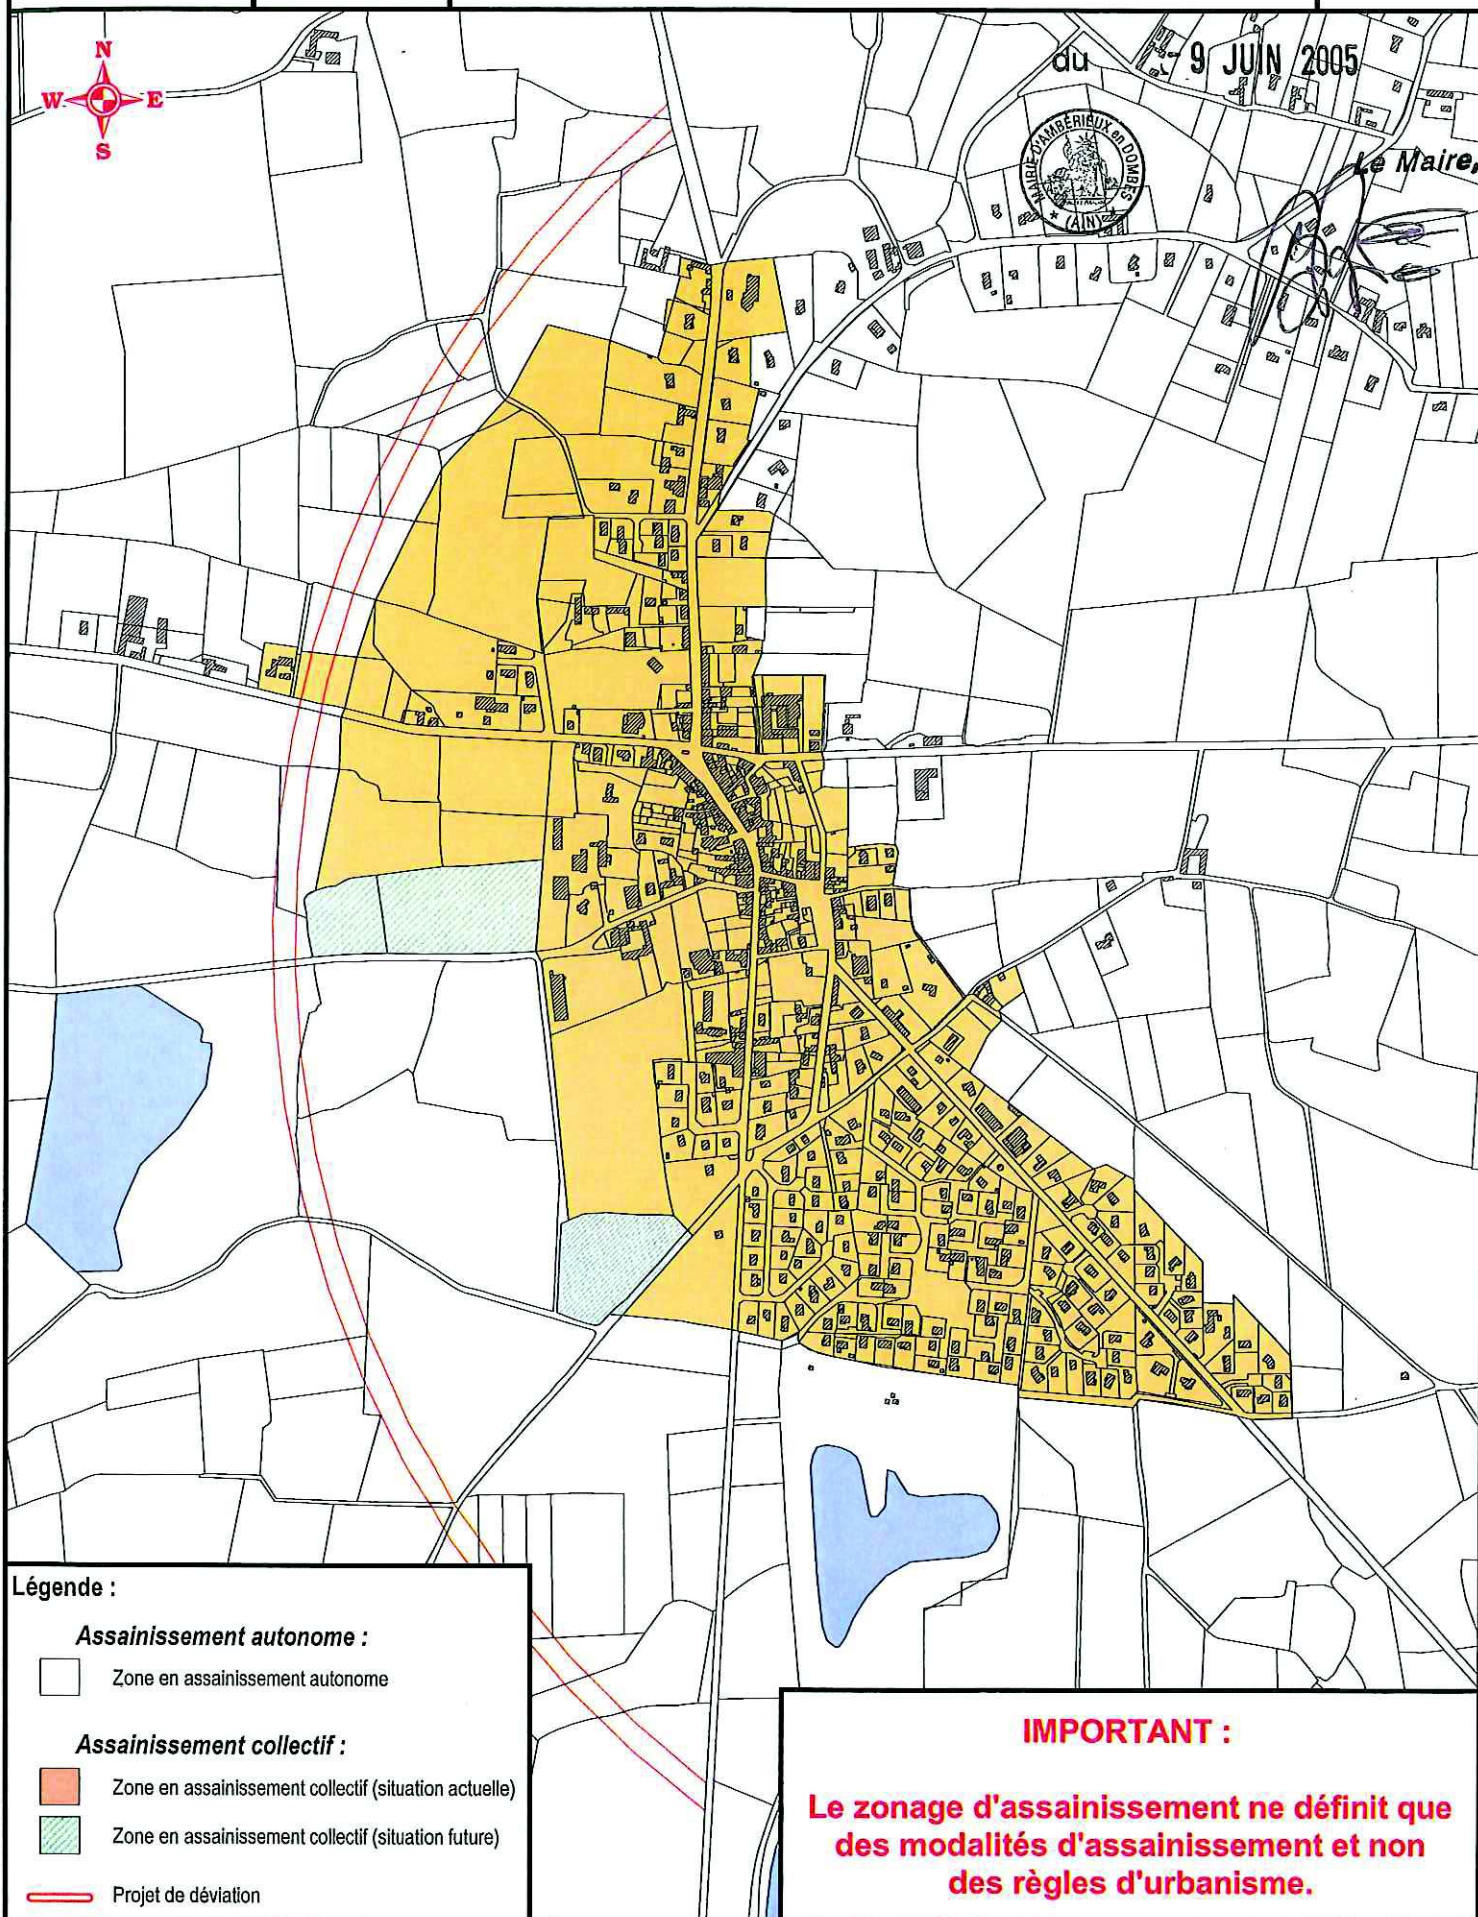 N
W E
S
du 9 JUIN 2005
MAIRIE D'AMBÉRIEUX en DOMBES
* (AIN) *
Le Maire,
Légende :
Assainissement autonome :
Zone en assainissement autonome
Assainissement collectif :
Zone en assainissement collectif (situation actuelle)
Zone en assainissement collectif (situation future)
Projet de déviation
IMPORTANT :
Le zonage d'assainissement ne définit que
des modalités d'assainissement et non
des règles d'urbanisme.